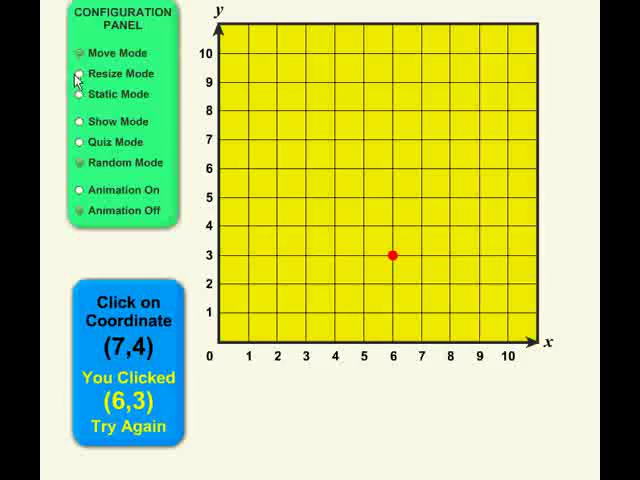 CONFIGURATION
PANEL
Move Mode
Resize Mode
Static Mode
Show Mode
Quiz Mode
Random Mode
Animation On
Animation Off
Click on
Coordinate
(7,4)
You Clicked
(6,3)
Try Again
y
10
9
8
7
6
5
4
3
2
1
0 1 2 3 4 5 6 7 8 9 10 x